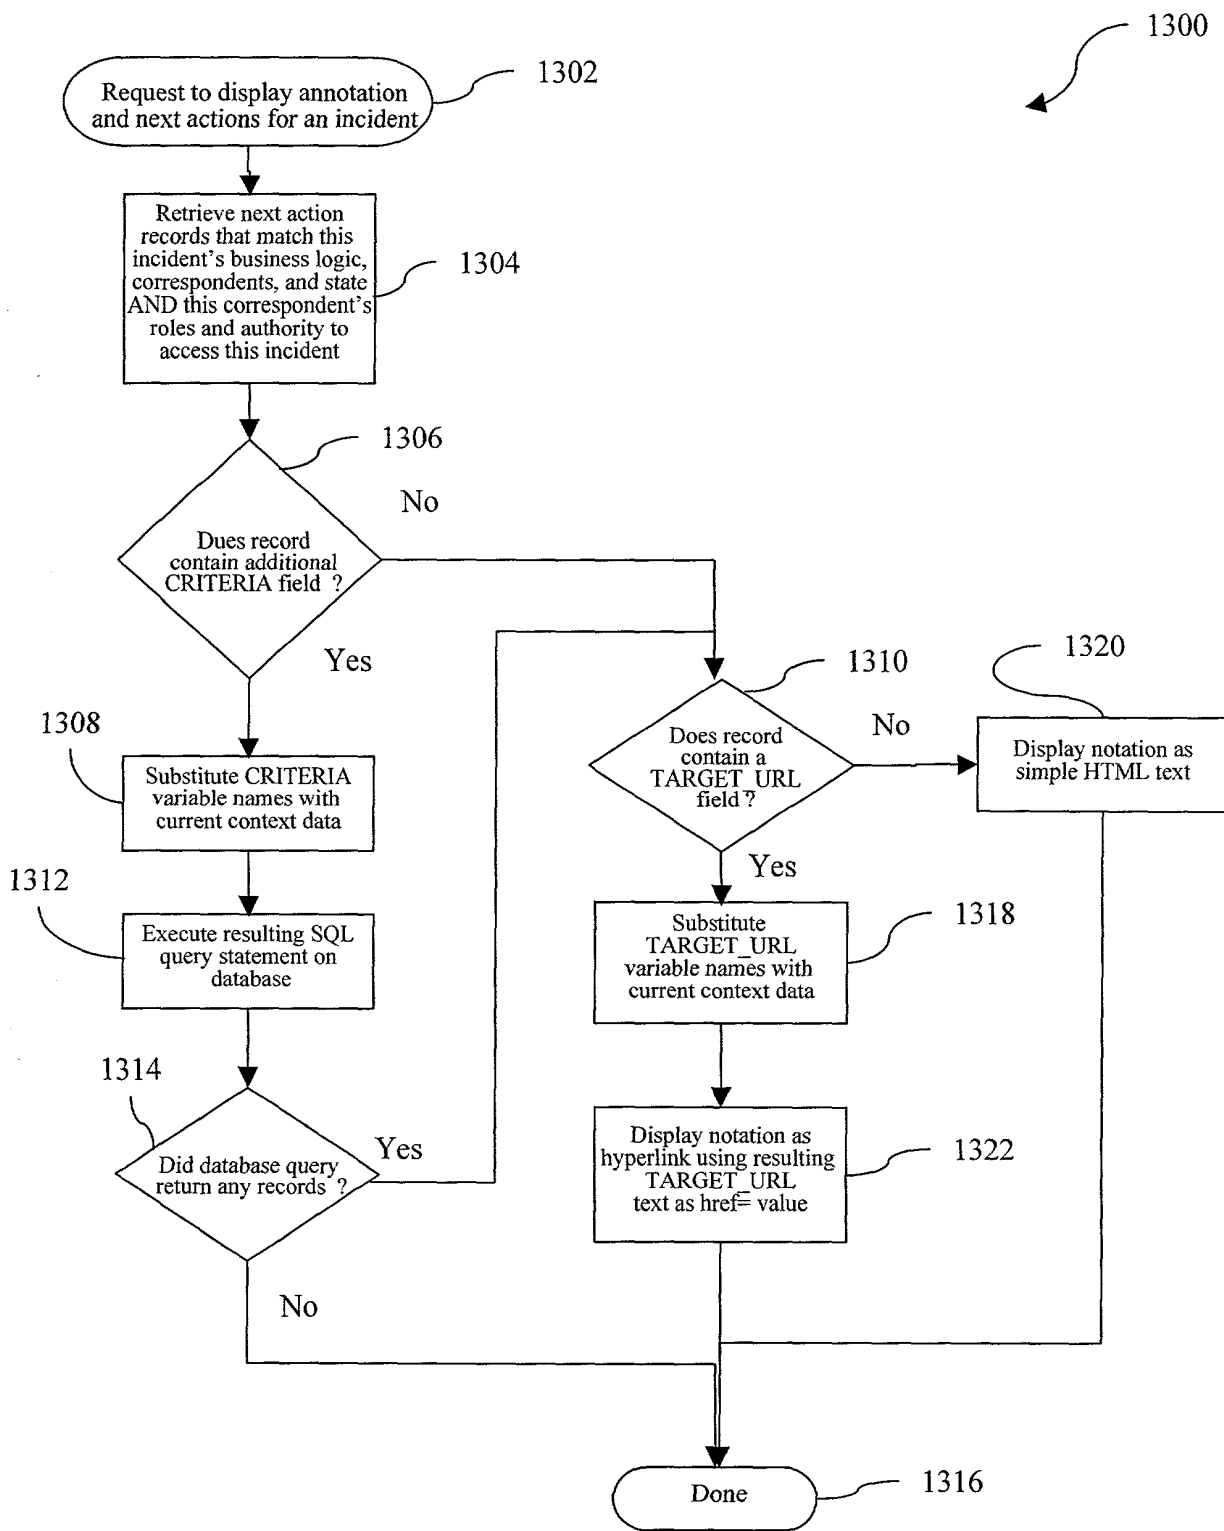 1300
1302
Request to display annotation
and next actions for an incident
Retrieve next action
records that match this
incident's business logic,
correspondents, and state
AND this correspondent's
roles and authority to
access this incident
1304
1306
No
Dues record
contain additional
CRITERIA field ?
Yes
1308
Substitute CRITERIA
variable names with
current context data
1312
Execute resulting SQL
query statement on
database
1314
Did database query
return any records ?
Yes
No
1310
Does record
contain a
TARGET_URL
field ?
No
1320
Display notation as
simple HTML text
Yes
1318
Substitute
TARGET_URL
variable names with
current context data
Display notation as
hyperlink using resulting
TARGET_URL
text as href= value
1322
Done
1316